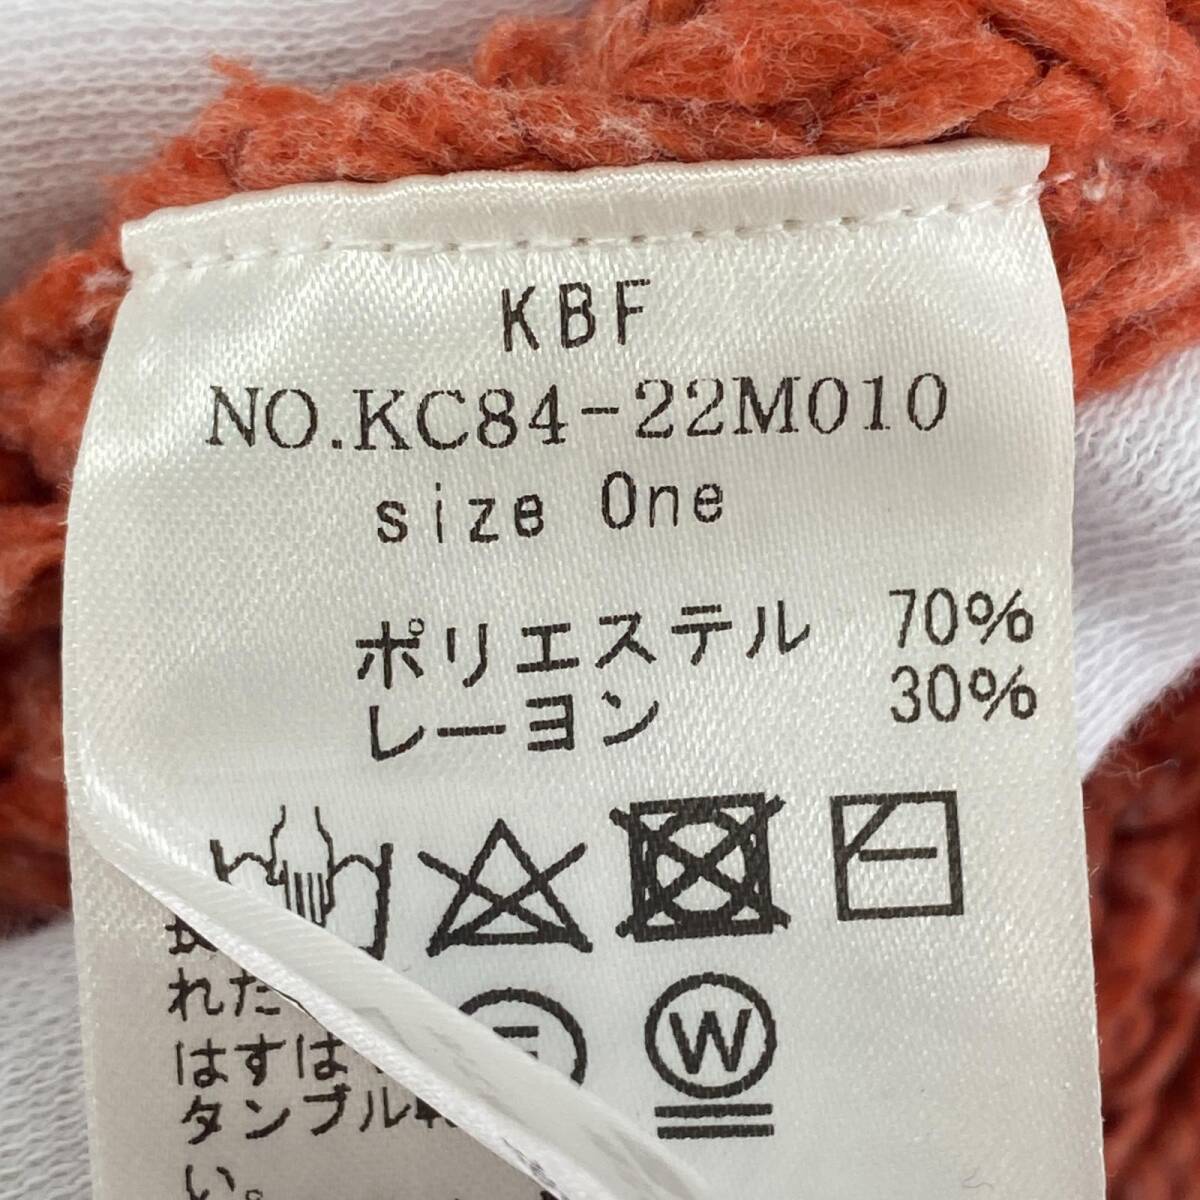 KBF
NO.KC84-22M010
size One
ポリエステル 70%
レーヨン 30%
W
れた
はすは
タンブル
い。